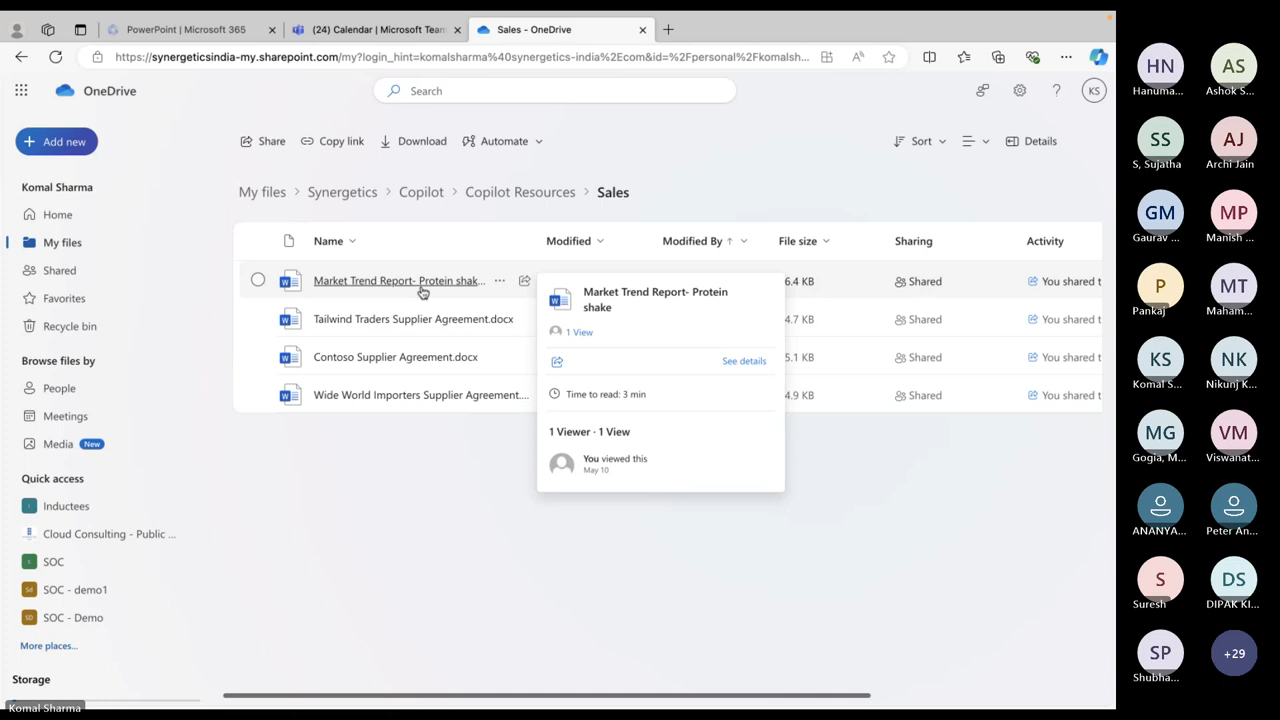 PowerPoint | Microsoft 365
(24) Calendar | Microsoft Team
Sales - OneDrive
https://synergeticsindia-my.sharepoint.com/my?login_hint=komalsharma%40synergetics-india%2Ecom&id=%2Fpersonal%2Fkomalsh...
OneDrive
Search
KS
Add new
Share
Copy link
Download
Automate
Sort
Details
Komal Sharma
Home
My files
Shared
Favorites
Recycle bin
Browse files by
People
Meetings
Media New
Quick access
Inductees
Cloud Consulting - Public ...
SOC
SOC - demo1
SOC - Demo
More places...
Storage
Komal Sharma
My files > Synergetics > Copilot > Copilot Resources > Sales
Name Modified Modified By File size Sharing Activity
Market Trend Report- Protein shak... 6.4 KB Shared You shared t
Tailwind Traders Supplier Agreement.docx 4.7 KB Shared You shared t
Contoso Supplier Agreement.docx 5.1 KB Shared You shared t
Wide World Importers Supplier Agreement.... 4.9 KB Shared You shared t
Market Trend Report- Protein
shake
1 View
See details
Time to read: 3 min
1 Viewer · 1 View
You viewed this
May 10
HN AS
Hanuma... Ashok S...
SS AJ
S, Sujatha Archi Jain
GM MP
Gaurav ... Manish ...
P MT
Pankaj Maham...
KS NK
Komal S... Nikunj K...
MG VM
Gogia, M... Viswanat...
ANANYA... Peter An...
S DS
Suresh DIPAK KI...
SP +29
Shubha...